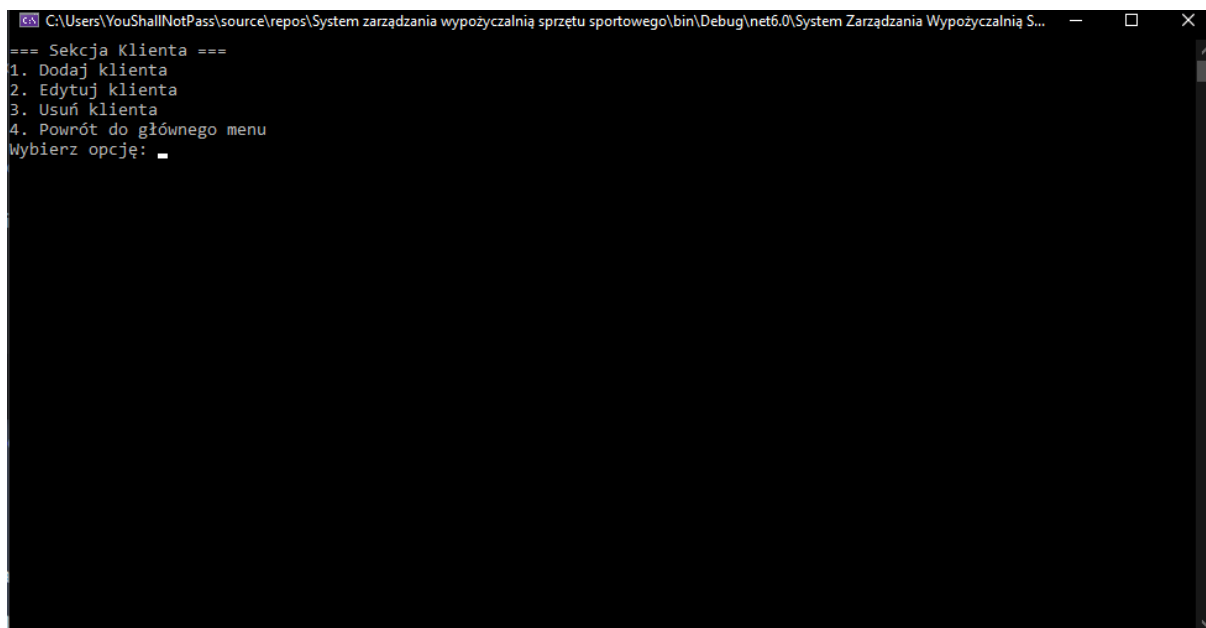 C:\Users\YouShallNotPass\source\repos\System zarządzania wypożyczalnią sprzętu sportowego\bin\Debug\net6.0\System Zarządzania Wypożyczalnią S...
=== Sekcja Klienta ===
1. Dodaj klienta
2. Edytuj klienta
3. Usuń klienta
4. Powrót do głównego menu
Wybierz opcję: